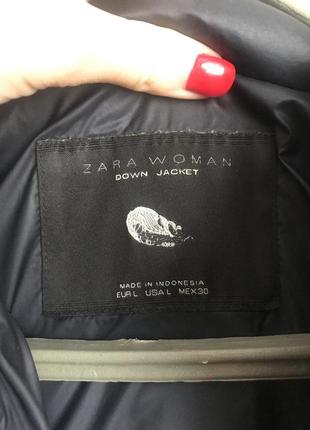 ZARA WOMAN
DOWN JACKET
MADE IN INDONESIA
EUR L USA L MEX 30